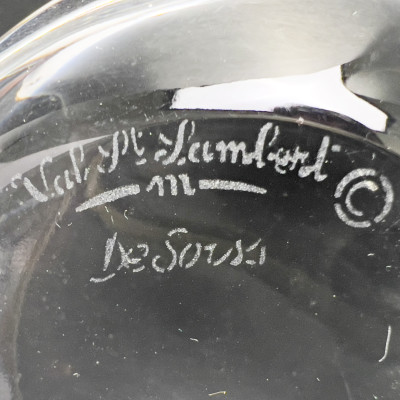 Val St Lambert ©
m
De Sousa